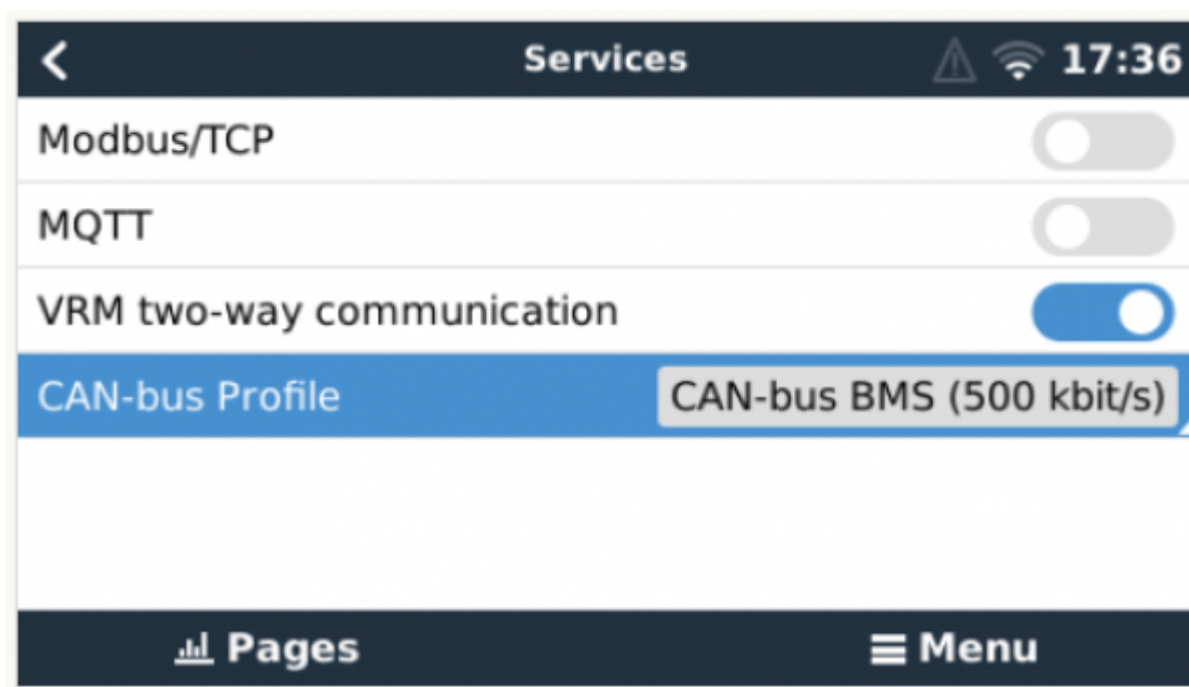 Services 17:36
Modbus/TCP
MQTT
VRM two-way communication
CAN-bus Profile CAN-bus BMS (500 kbit/s)
Pages Menu